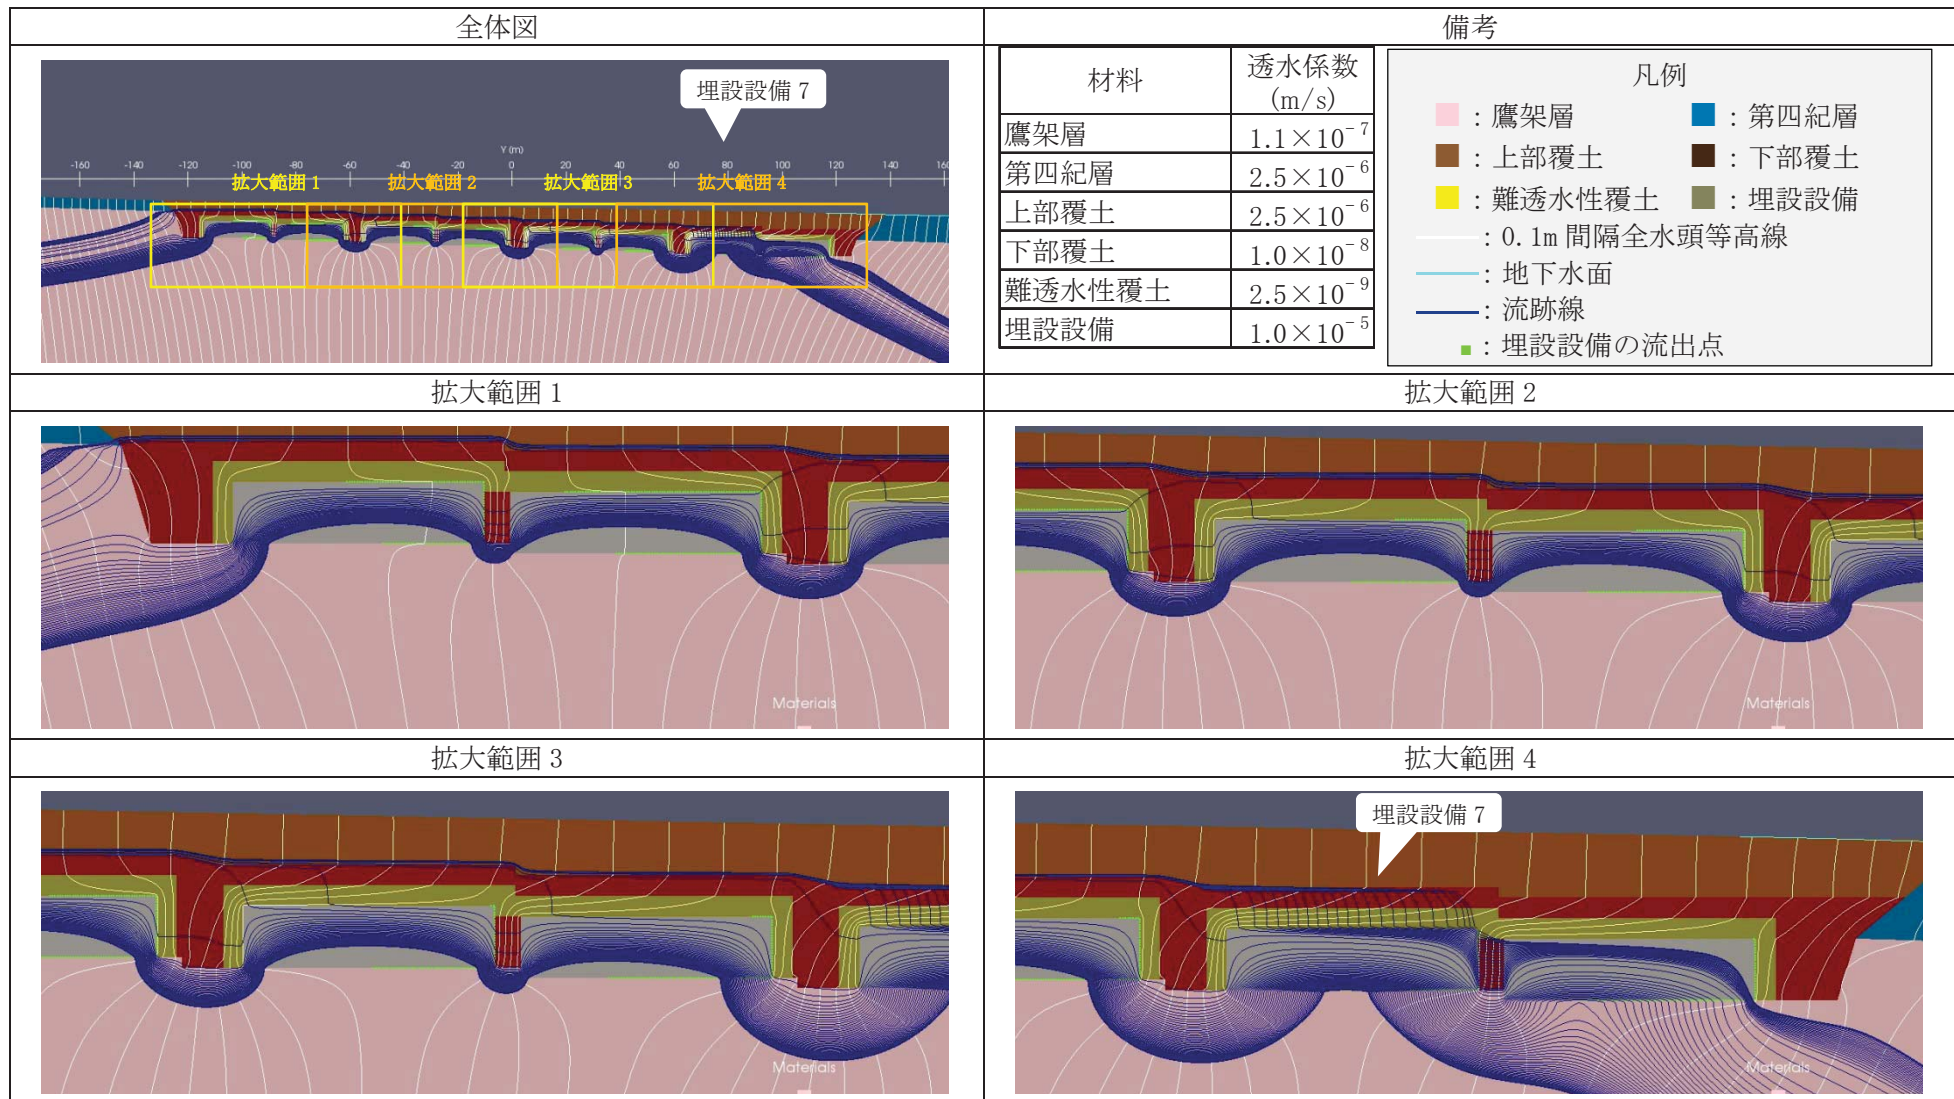 全体図
備考
埋設設備 7
Y (m)
-160 -140 -120 -100 -80 -60 -40 -20 0 20 40 60 80 100 120 140 160
拡大範囲 1 拡大範囲 2 拡大範囲 3 拡大範囲 4
材料 透水係数 (m/s)
鷹架層 1.1×10⁻⁷
第四紀層 2.5×10⁻⁶
上部覆土 2.5×10⁻⁶
下部覆土 1.0×10⁻⁸
難透水性覆土 2.5×10⁻⁹
埋設設備 1.0×10⁻⁵
凡例
：鷹架層 ：第四紀層
：上部覆土 ：下部覆土
：難透水性覆土 ：埋設設備
：0.1m 間隔全水頭等高線
：地下水面
：流跡線
：埋設設備の流出点
拡大範囲 1
拡大範囲 2
Materials
Materials
拡大範囲 3
拡大範囲 4
埋設設備 7
Materials
Materials